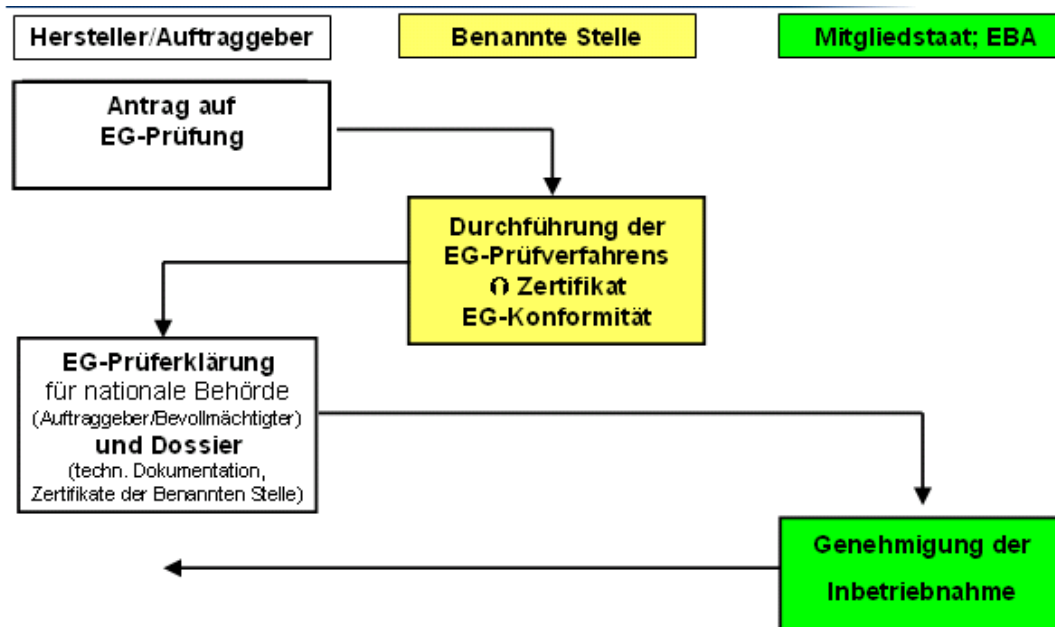 Hersteller/Auftraggeber
Benannte Stelle
Mitgliedstaat; EBA
Antrag auf
EG-Prüfung
Durchführung der
EG-Prüfverfahrens
∩ Zertifikat
EG-Konformität
EG-Prüferklärung
für nationale Behörde
(Auftraggeber/Bevollmächtigter)
und Dossier
(techn. Dokumentation,
Zertifikate der Benannten Stelle)
Genehmigung der
Inbetriebnahme